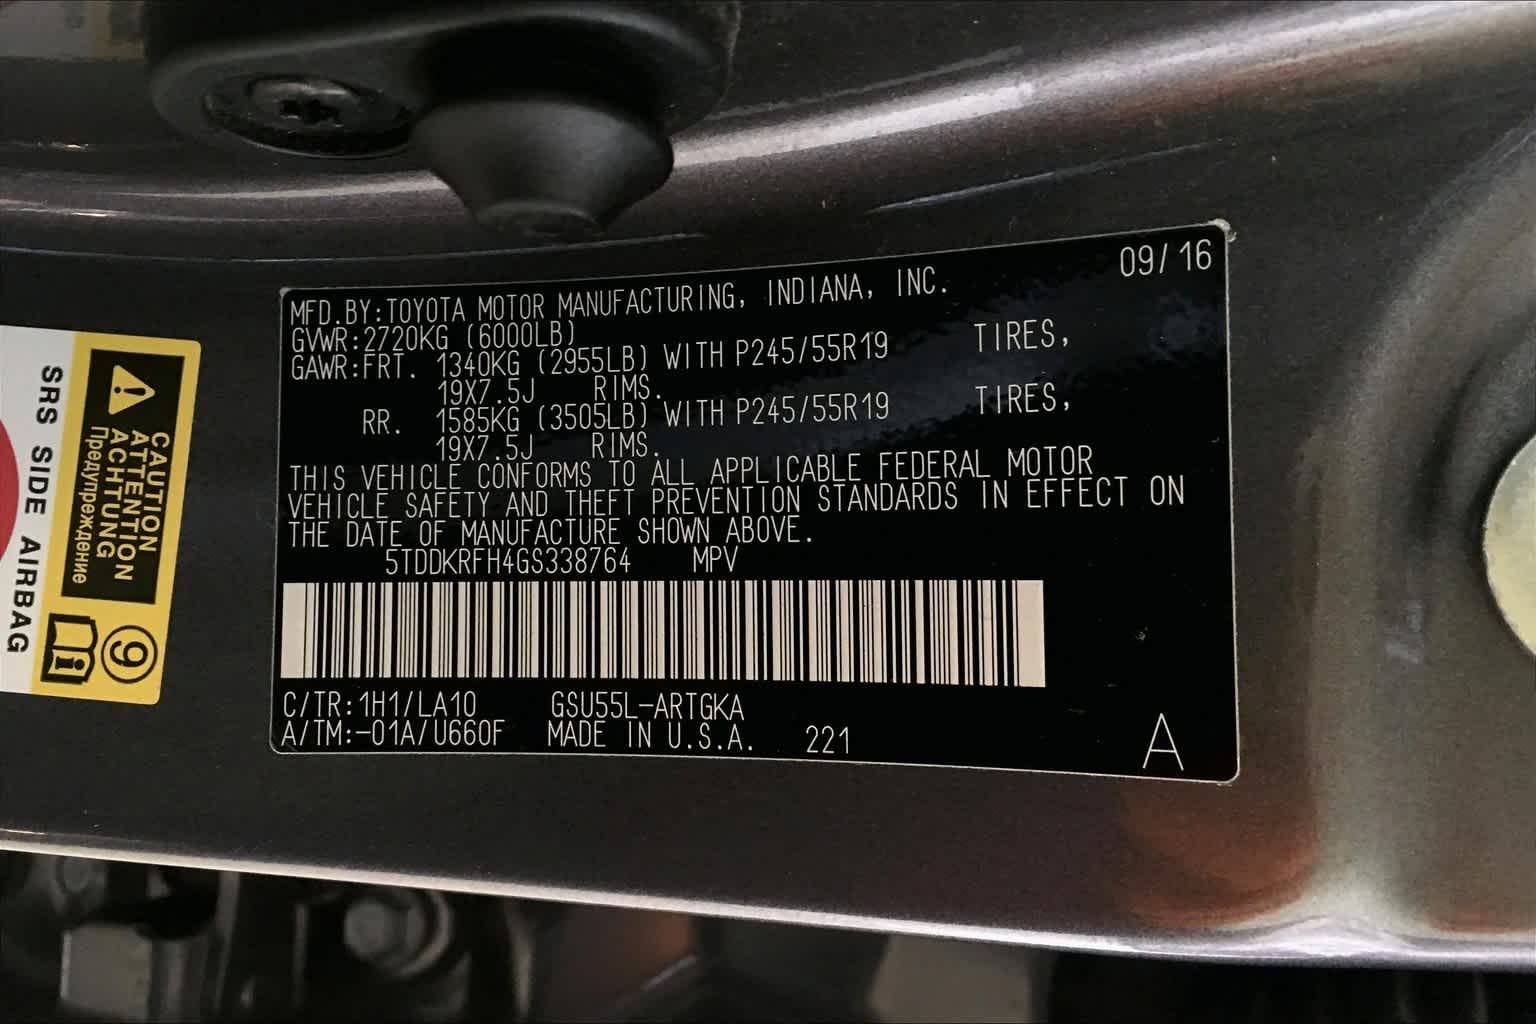 09/16
MFD.BY:TOYOTA MOTOR MANUFACTURING, INDIANA, INC.
GVWR:2720KG (6000LB)
GAWR:FRT. 1340KG (2955LB) WITH P245/55R19 TIRES,
19X7.5J RIMS.
RR. 1585KG (3505LB) WITH P245/55R19 TIRES,
19X7.5J RIMS.
THIS VEHICLE CONFORMS TO ALL APPLICABLE FEDERAL MOTOR
VEHICLE SAFETY AND THEFT PREVENTION STANDARDS IN EFFECT ON
THE DATE OF MANUFACTURE SHOWN ABOVE.
5TDDKRFH4GS338764 MPV
C/TR:1H1/LA10 GSU55L-ARTGKA
A/TM:-01A/U660F MADE IN U.S.A. 221
A
CAUTION
ATTENTION
ACHTUNG
Предупреждение
9
SRS SIDE AIRBAG